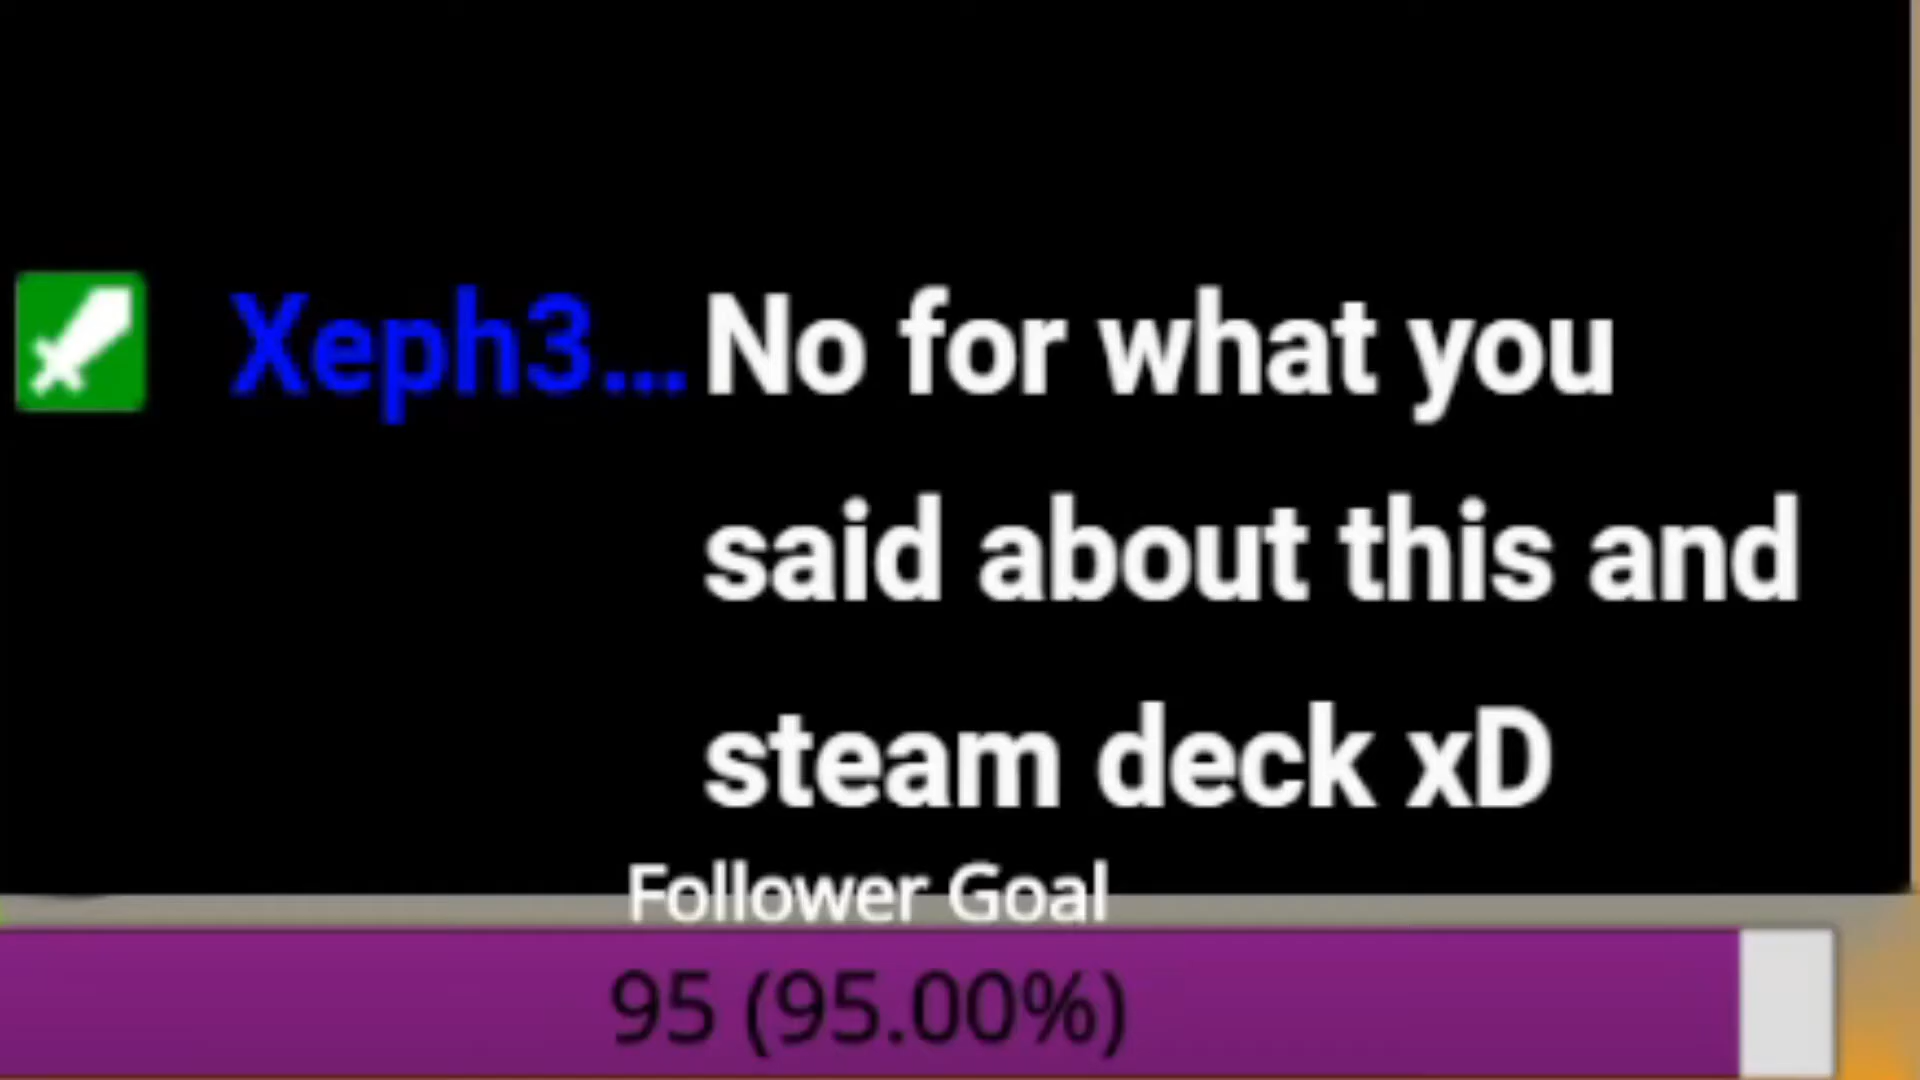 Xeph3... No for what you
said about this and
steam deck xD
Follower Goal
95 (95.00%)